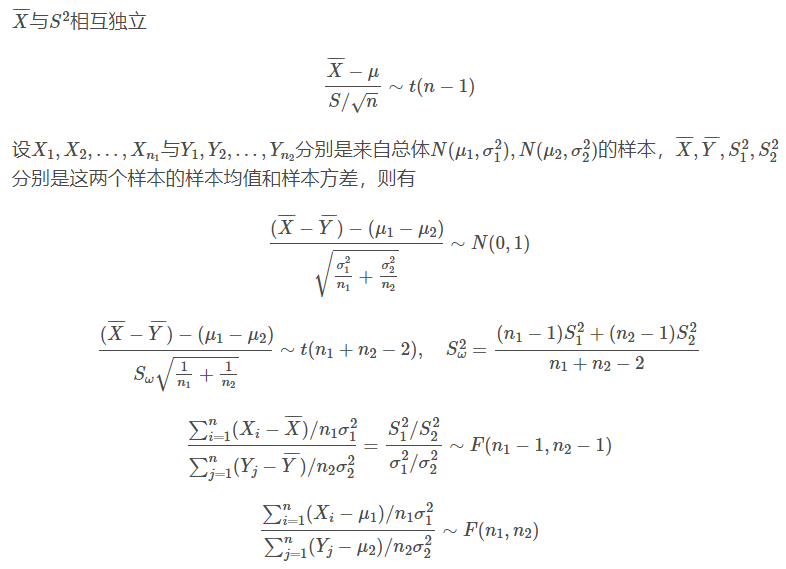 $\overline{X}$与$S^2$相互独立
$$\frac{\overline{X}-\mu}{S/\sqrt{n}} \sim t(n-1)$$
设$X_1, X_2, \ldots, X_{n_1}$与$Y_1, Y_2, \ldots, Y_{n_2}$分别是来自总体$N(\mu_1, \sigma_1^2), N(\mu_2, \sigma_2^2)$的样本，$\overline{X}, \overline{Y}, S_1^2, S_2^2$
分别是这两个样本的样本均值和样本方差，则有
$$\frac{(\overline{X}-\overline{Y})-(\mu_1-\mu_2)}{\sqrt{\frac{\sigma_1^2}{n_1}+\frac{\sigma_2^2}{n_2}}} \sim N(0,1)$$
$$\frac{(\overline{X}-\overline{Y})-(\mu_1-\mu_2)}{S_\omega\sqrt{\frac{1}{n_1}+\frac{1}{n_2}}} \sim t(n_1+n_2-2), \quad S_\omega^2=\frac{(n_1-1)S_1^2+(n_2-1)S_2^2}{n_1+n_2-2}$$
$$\frac{\sum_{i=1}^n(X_i-\overline{X})/n_1\sigma_1^2}{\sum_{j=1}^n(Y_j-\overline{Y})/n_2\sigma_2^2}=\frac{S_1^2/S_2^2}{\sigma_1^2/\sigma_2^2} \sim F(n_1-1,n_2-1)$$
$$\frac{\sum_{i=1}^n(X_i-\mu_1)/n_1\sigma_1^2}{\sum_{j=1}^n(Y_j-\mu_2)/n_2\sigma_2^2} \sim F(n_1,n_2)$$